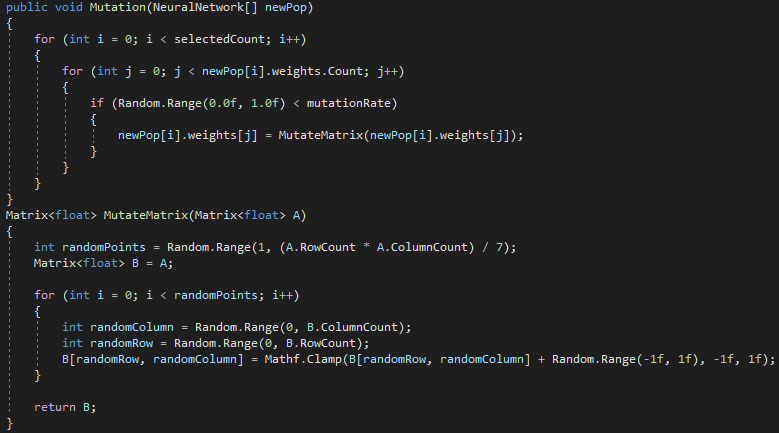 public void Mutation(NeuralNetwork[] newPop)
{
    for (int i = 0; i < selectedCount; i++)
    {
        for (int j = 0; j < newPop[i].weights.Count; j++)
        {
            if (Random.Range(0.0f, 1.0f) < mutationRate)
            {
                newPop[i].weights[j] = MutateMatrix(newPop[i].weights[j]);
            }
        }
    }
}
Matrix<float> MutateMatrix(Matrix<float> A)
{
    int randomPoints = Random.Range(1, (A.RowCount * A.ColumnCount) / 7);
    Matrix<float> B = A;

    for (int i = 0; i < randomPoints; i++)
    {
        int randomColumn = Random.Range(0, B.ColumnCount);
        int randomRow = Random.Range(0, B.RowCount);
        B[randomRow, randomColumn] = Mathf.Clamp(B[randomRow, randomColumn] + Random.Range(-1f, 1f), -1f, 1f);
    }

    return B;
}